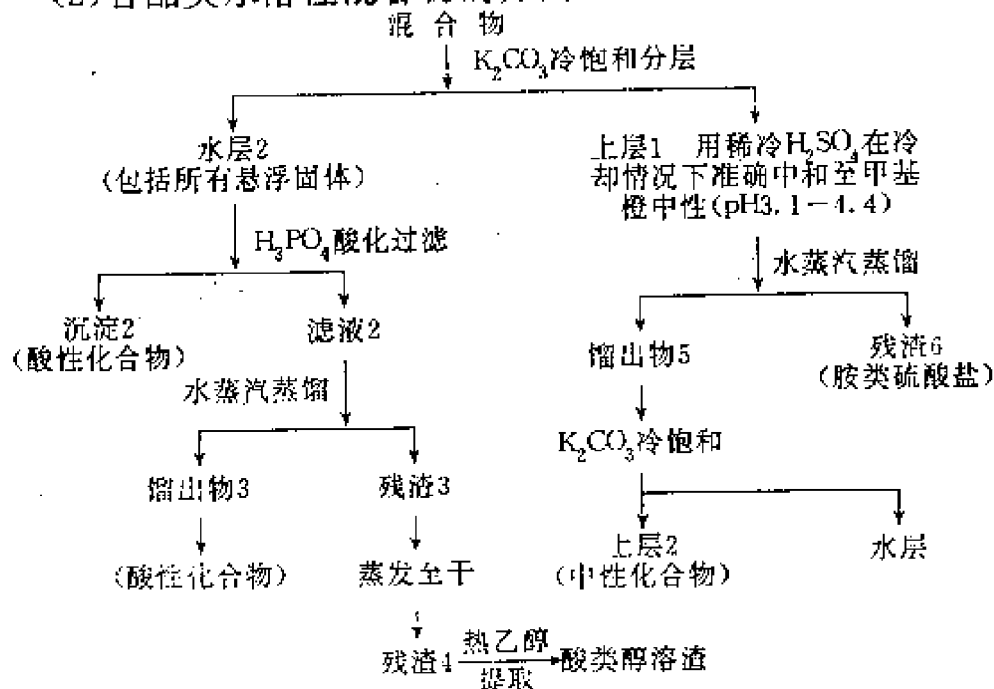 混合物
K₂CO₃冷饱和分层
水层2
(包括所有悬浮固体)
上层1 用稀冷H₂SO₄在冷
却情况下准确中和至甲基
橙中性(pH3.1-4.4)
H₃PO₄酸化过滤
水蒸汽蒸馏
沉淀2
(酸性化合物)
滤液2
馏出物5
残渣6
(胺类硫酸盐)
水蒸汽蒸馏
K₂CO₃冷饱和
馏出物3
残渣3
(酸性化合物)
蒸发至干
上层2
(中性化合物)
水层
残渣4
热乙醇
提取
酸类醇溶渣